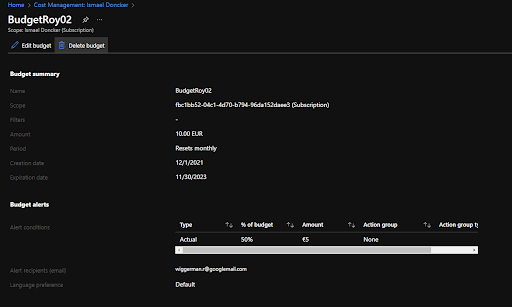 Home > Cost Management: Ismael Doncker >
BudgetRoy02
Scope: Ismael Doncker (Subscription)
Edit budget Delete budget
Budget summary
Name BudgetRoy02
Scope fbc1bb52-04c1-4d70-b794-96da152daee3 (Subscription)
Filters -
Amount 10.00 EUR
Period Resets monthly
Creation date 12/1/2021
Expiration date 11/30/2023
Budget alerts
Alert conditions
Type % of budget Amount Action group Action group ty
Actual 50% €5 None
Alert recipients (email) wiggerman.r@googlemail.com
Language preference Default